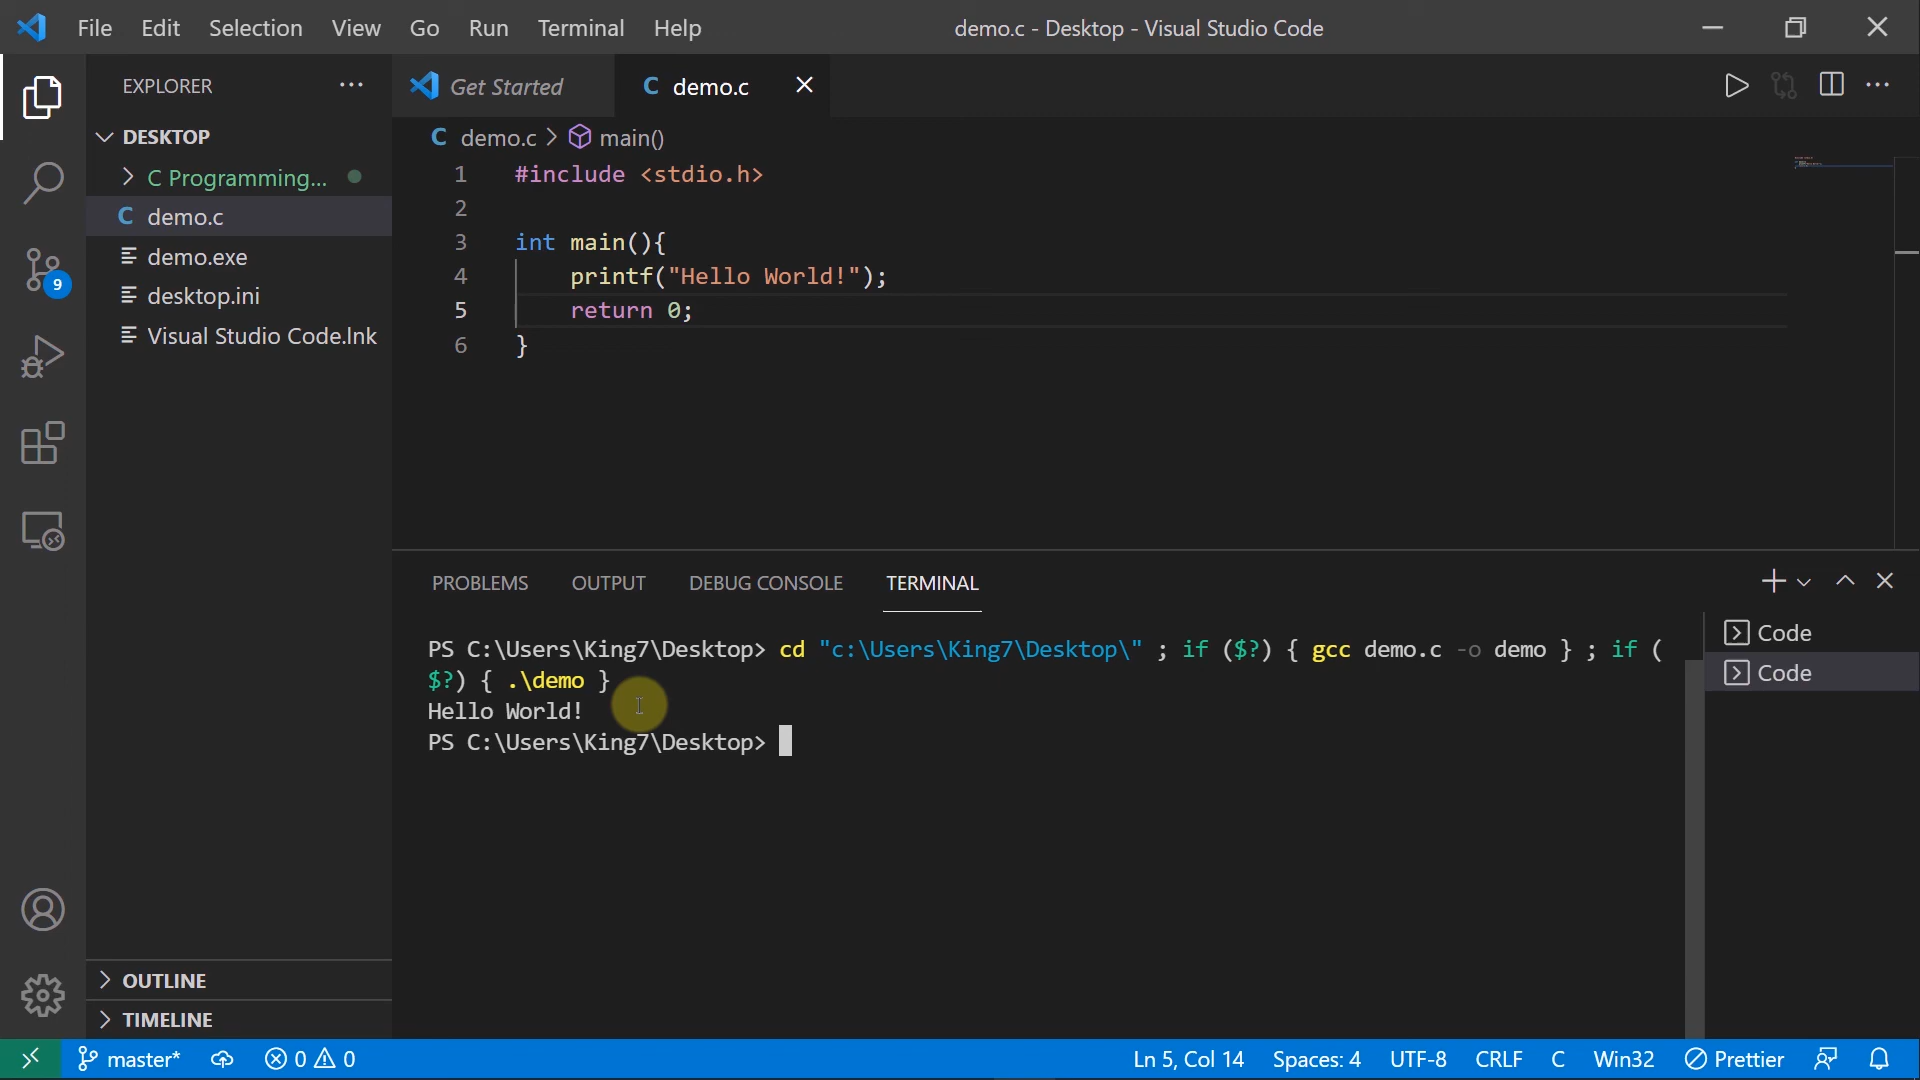 File Edit Selection View Go Run Terminal Help
demo.c - Desktop - Visual Studio Code
EXPLORER
DESKTOP
C Programming...
C demo.c
demo.exe
desktop.ini
Visual Studio Code.lnk
OUTLINE
TIMELINE
9
Get Started
C demo.c
C demo.c > main()
1 #include <stdio.h>
2
3 int main(){
4 printf("Hello World!");
5 return 0;
6 }
PROBLEMS OUTPUT DEBUG CONSOLE TERMINAL
PS C:\Users\King7\Desktop> cd "c:\Users\King7\Desktop\" ; if ($?) { gcc demo.c -o demo } ; if (
$?) { .\demo }
Hello World!
PS C:\Users\King7\Desktop>
Code
Code
master* 0 0 Ln 5, Col 14 Spaces: 4 UTF-8 CRLF C Win32 Prettier